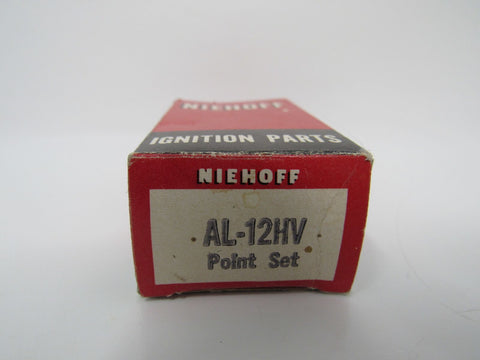 NIEHOFF
IGNITION PARTS
NIEHOFF
AL-12HV
Point Set